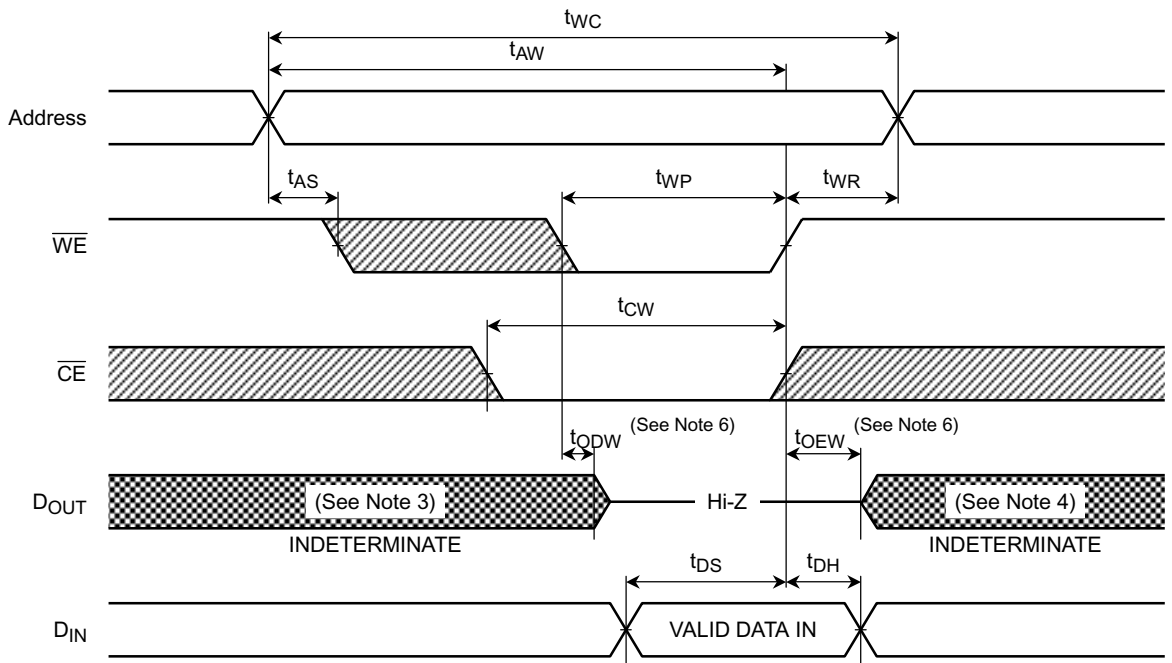 tWC
tAW
Address
tAS
tWP
tWR
WE
tCW
CE
tODW
(See Note 6)
tOEW
(See Note 6)
DOUT
(See Note 3)
Hi-Z
(See Note 4)
INDETERMINATE
INDETERMINATE
tDS
tDH
DIN
VALID DATA IN